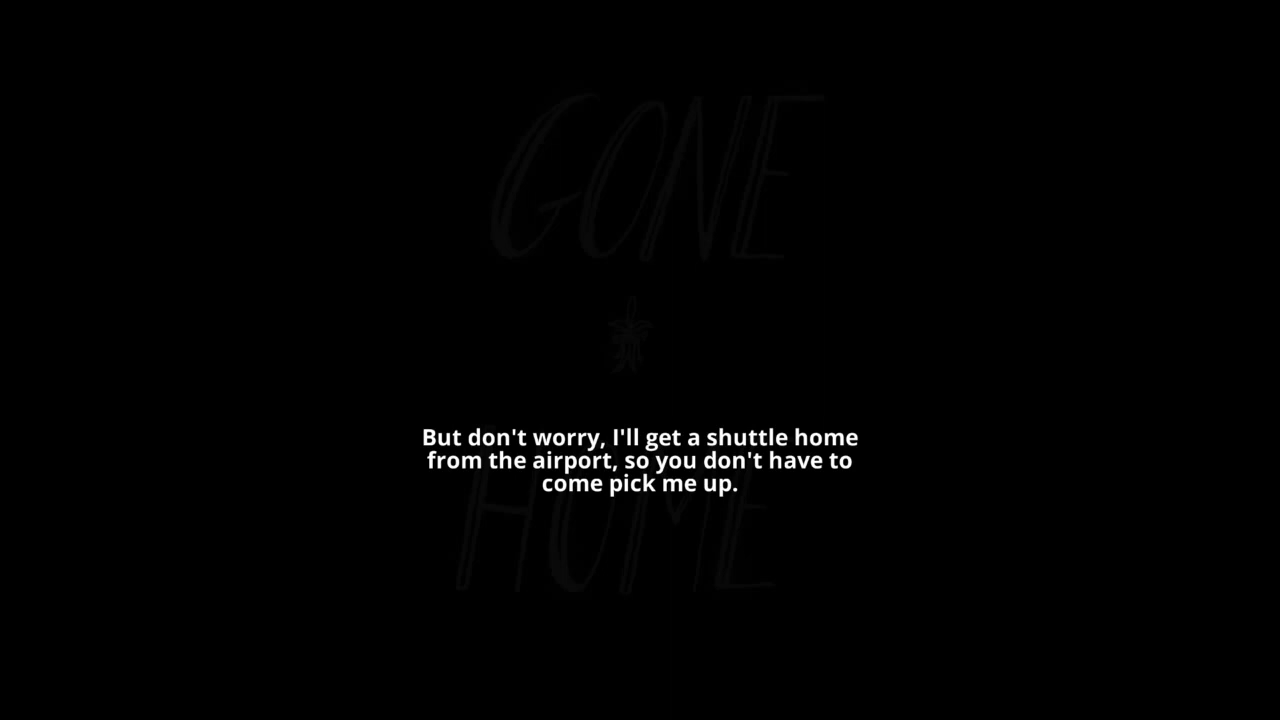 GONE
But don't worry, I'll get a shuttle home
from the airport, so you don't have to
come pick me up.
HOME